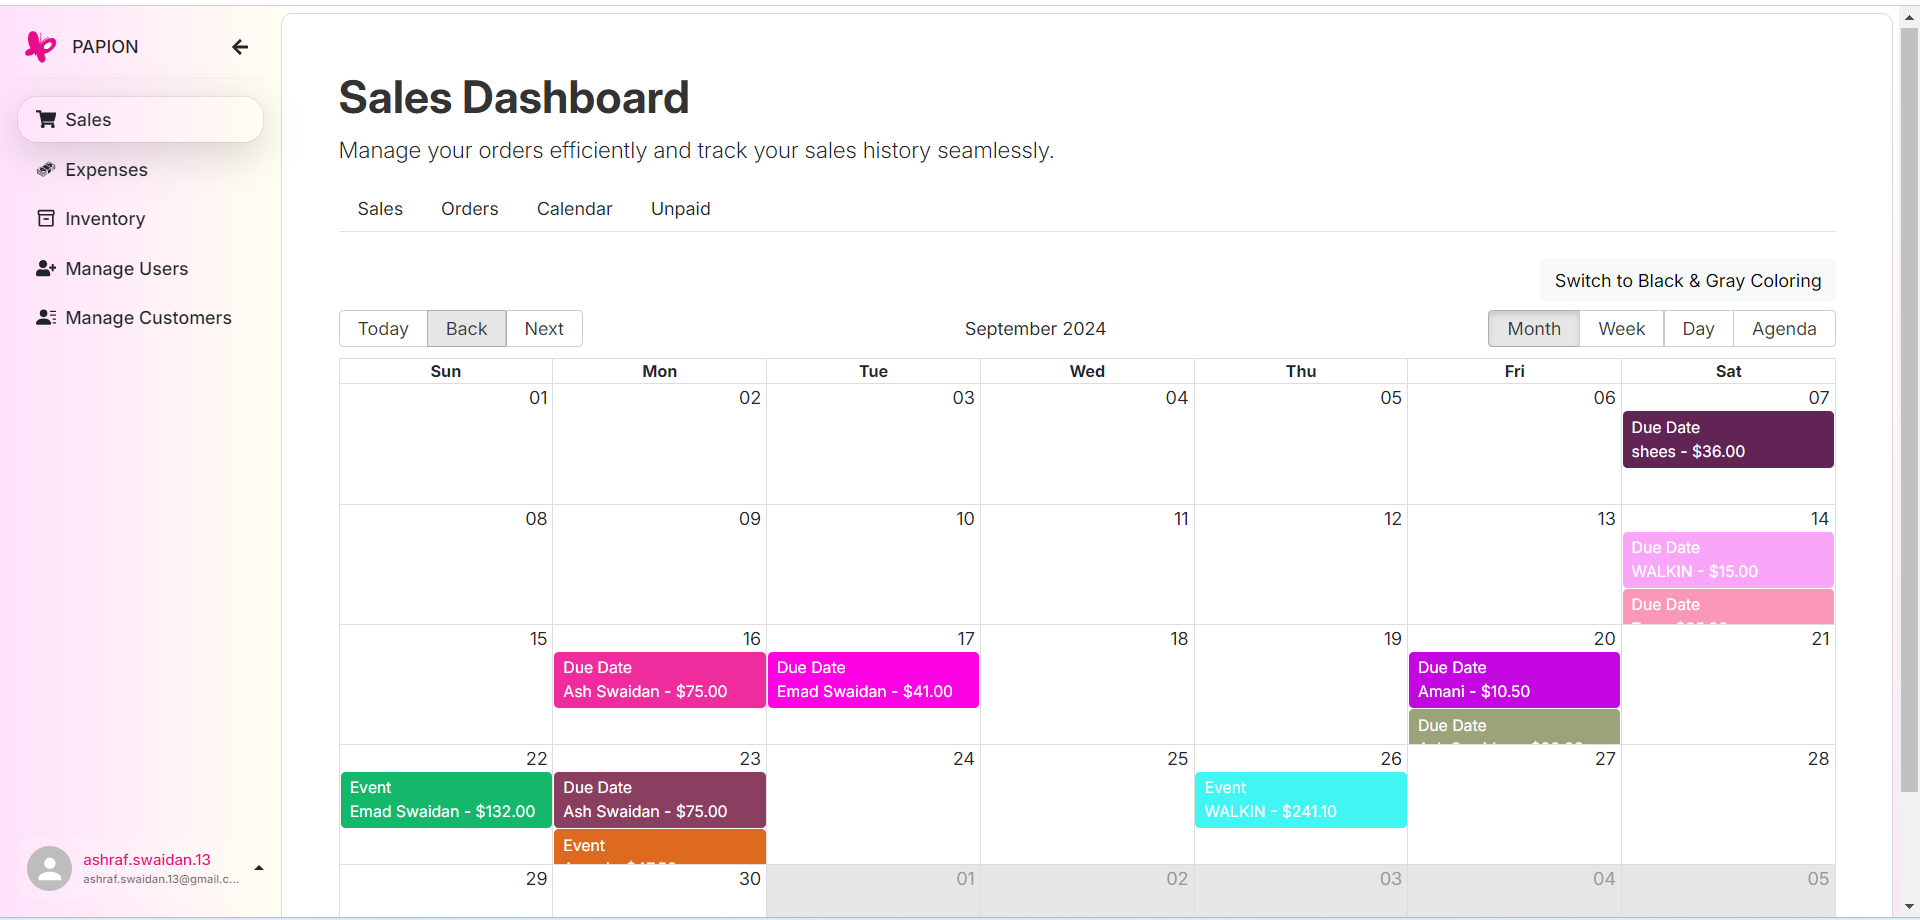 PAPION
Sales
Expenses
Inventory
Manage Users
Manage Customers
ashraf.swaidan.13
ashraf.swaidan.13@gmail.c...
Sales Dashboard
Manage your orders efficiently and track your sales history seamlessly.
Sales Orders Calendar Unpaid
Switch to Black & Gray Coloring
Today Back Next September 2024 Month Week Day Agenda
Sun Mon Tue Wed Thu Fri Sat
01 02 03 04 05 06 07
Due Date
shees - $36.00
08 09 10 11 12 13 14
Due Date
WALKIN - $15.00
Due Date
15 16 17 18 19 20 21
Due Date Due Date Due Date
Ash Swaidan - $75.00 Emad Swaidan - $41.00 Amani - $10.50
Due Date
22 23 24 25 26 27 28
Event Due Date Event
Emad Swaidan - $132.00 Ash Swaidan - $75.00 WALKIN - $241.10
Event
29 30 01 02 03 04 05